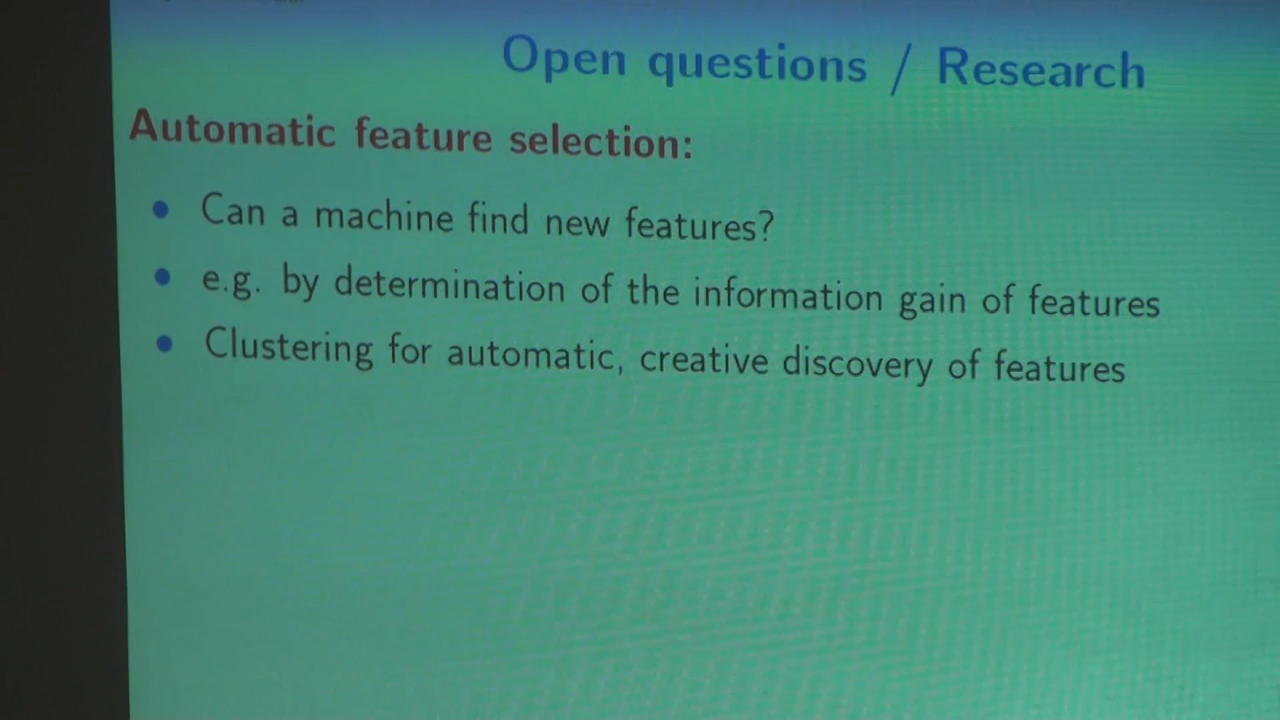 Open questions / Research
Automatic feature selection:
• Can a machine find new features?
• e.g. by determination of the information gain of features
• Clustering for automatic, creative discovery of features